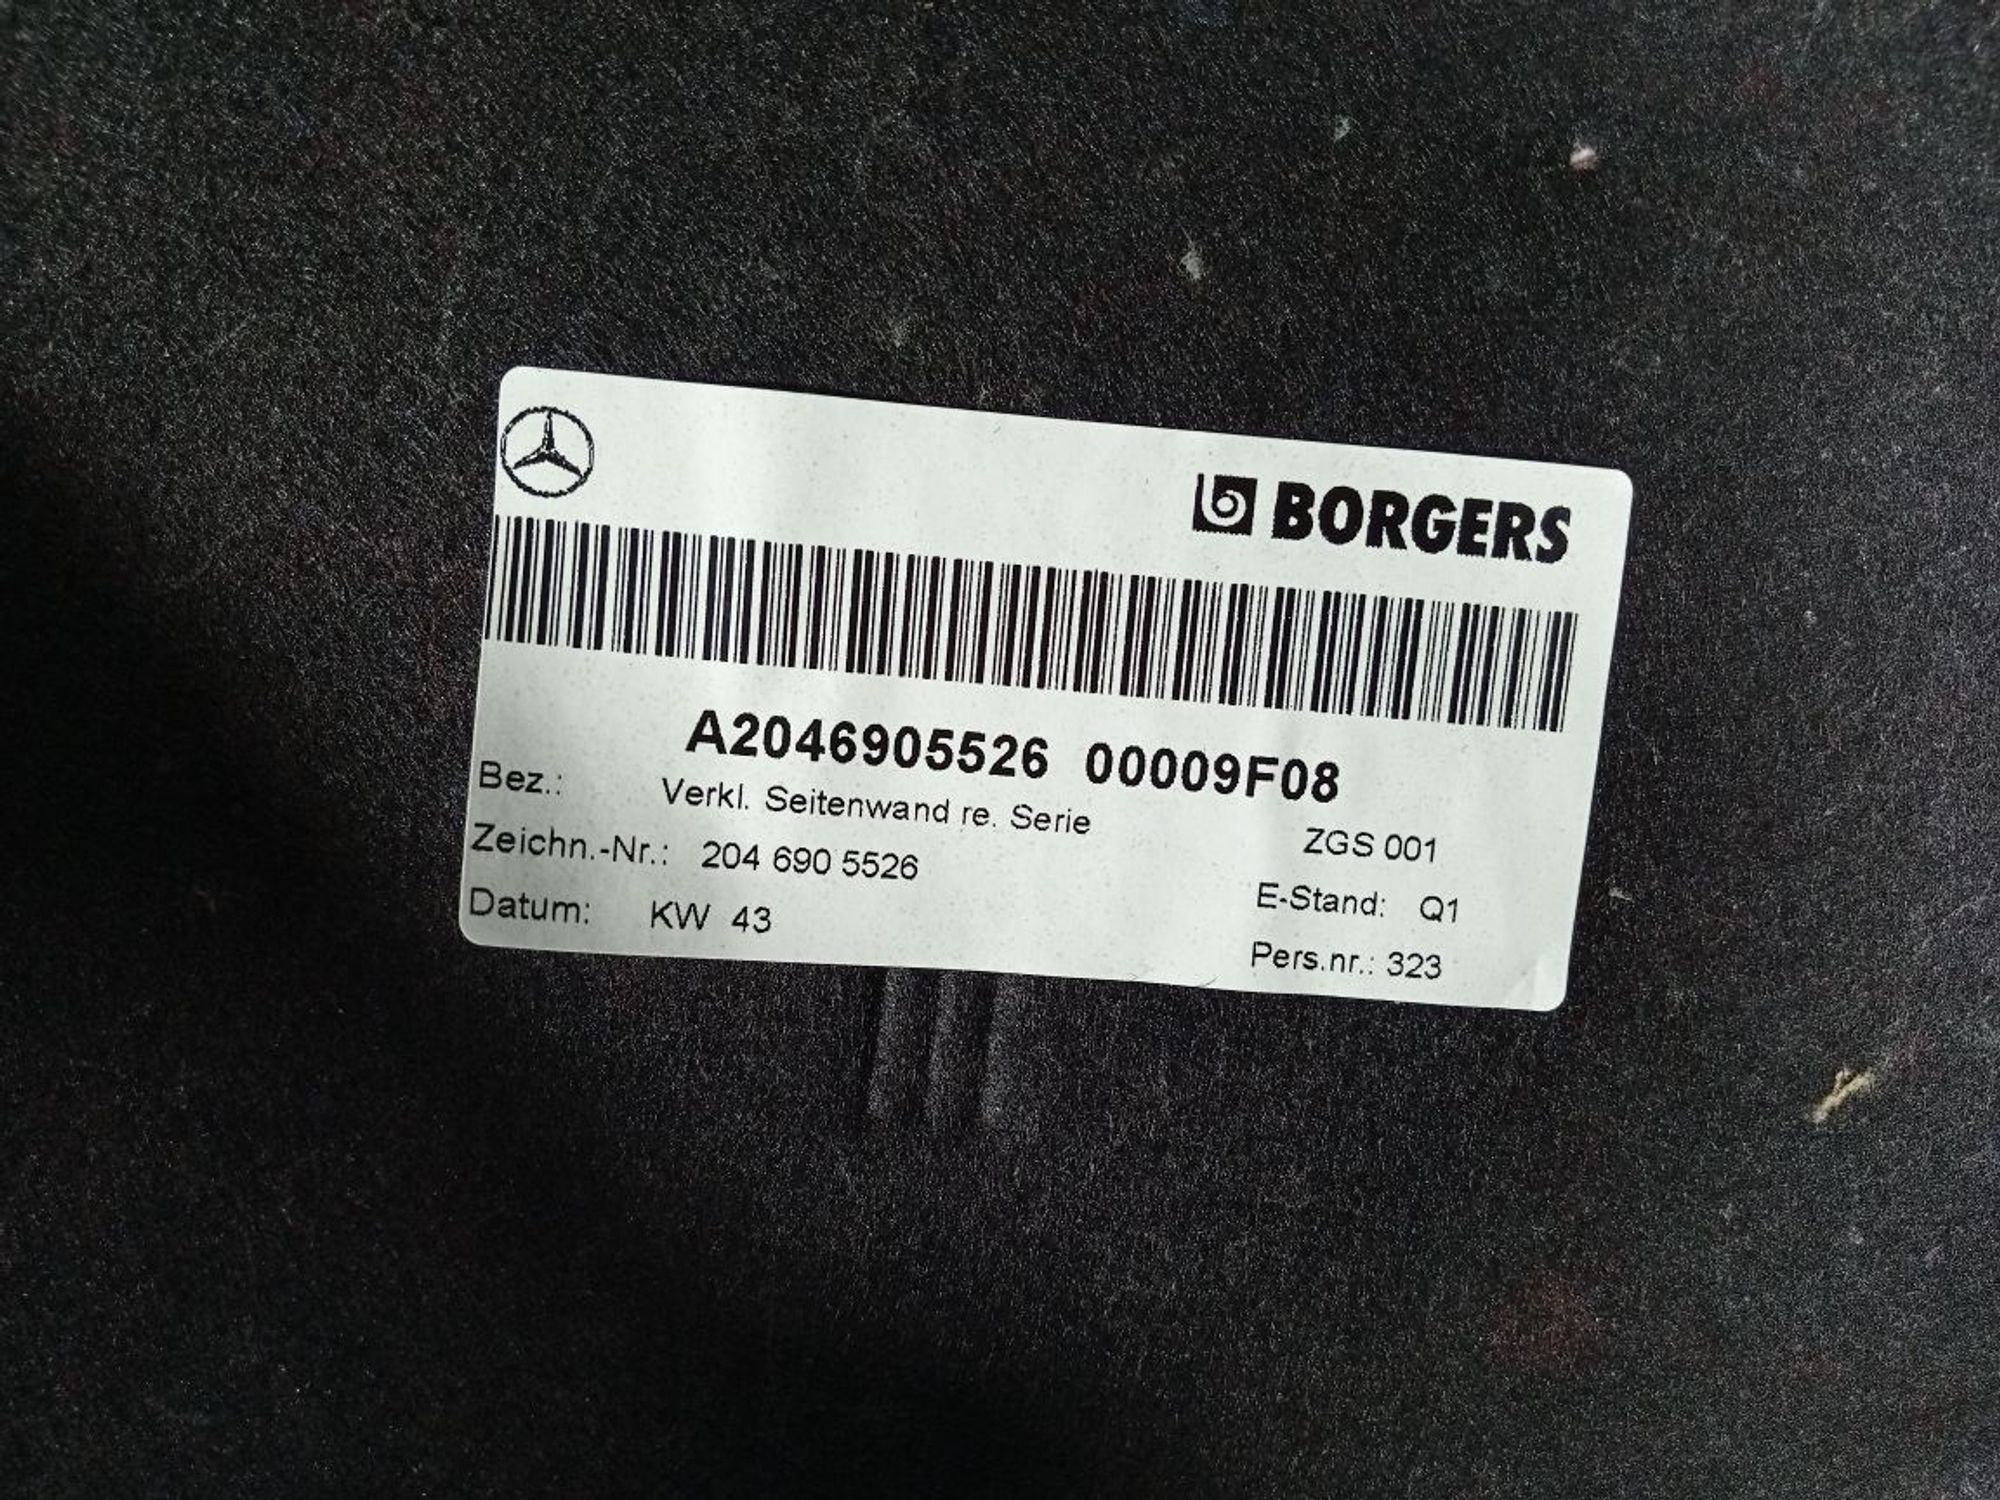 BORGERS
A2046905526 00009F08
Bez.: Verkl. Seitenwand re. Serie
ZGS 001
Zeichn.-Nr.: 204 690 5526
E-Stand: Q1
Datum: KW 43
Pers.nr.: 323